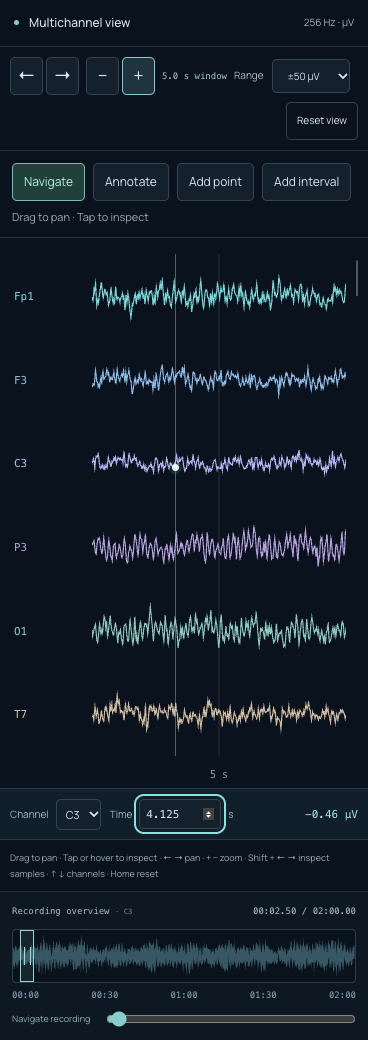 Multichannel view 256 Hz · µV
← → − + 5.0 s window Range ±50 µV
Reset view
Navigate Annotate Add point Add interval
Drag to pan · Tap to inspect
Fp1
F3
C3
P3
O1
T7
5 s
Channel C3 Time 4.125 s −0.46 µV
Drag to pan · Tap or hover to inspect · ← → pan · + − zoom · Shift + ← → inspect
samples · ↑ ↓ channels · Home reset
Recording overview · C3 00:02.50 / 02:00.00
00:00 00:30 01:00 01:30 02:00
Navigate recording